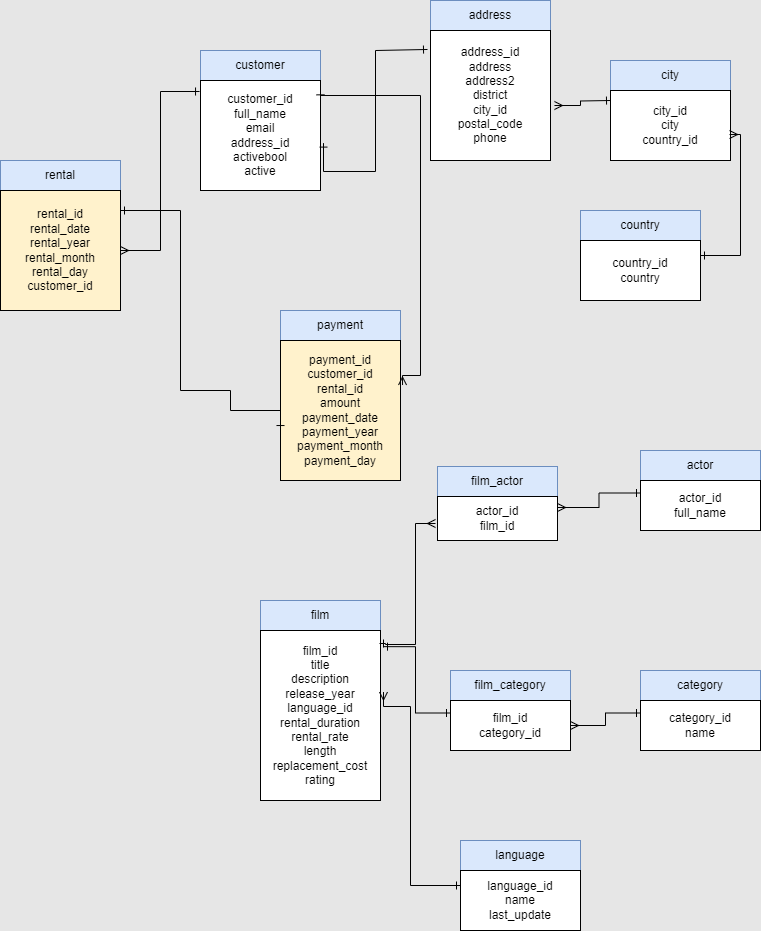 address
address_id
address
address2
district
city_id
postal_code
phone
customer
customer_id
full_name
email
address_id
activebool
active
city
city_id
city
country_id
rental
rental_id
rental_date
rental_year
rental_month
rental_day
customer_id
country
country_id
country
payment
payment_id
customer_id
rental_id
amount
payment_date
payment_year
payment_month
payment_day
film_actor
actor_id
film_id
actor
actor_id
full_name
film
film_id
title
description
release_year
language_id
rental_duration
rental_rate
length
replacement_cost
rating
film_category
film_id
category_id
category
category_id
name
language
language_id
name
last_update